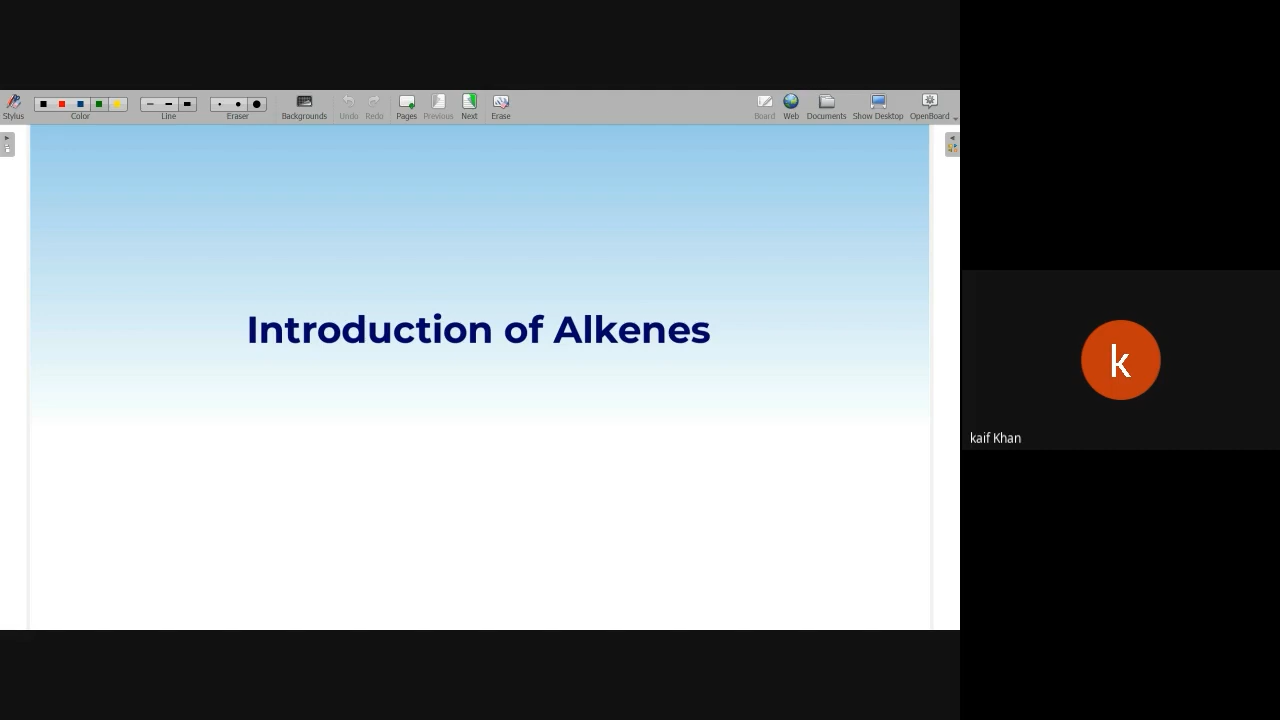 Stylus
Color
Line
Eraser
Backgrounds
Undo
Redo
Pages
Previous
Next
Erase
Board
Web
Documents
Show Desktop
OpenBoard
Introduction of Alkenes
k
kaif Khan